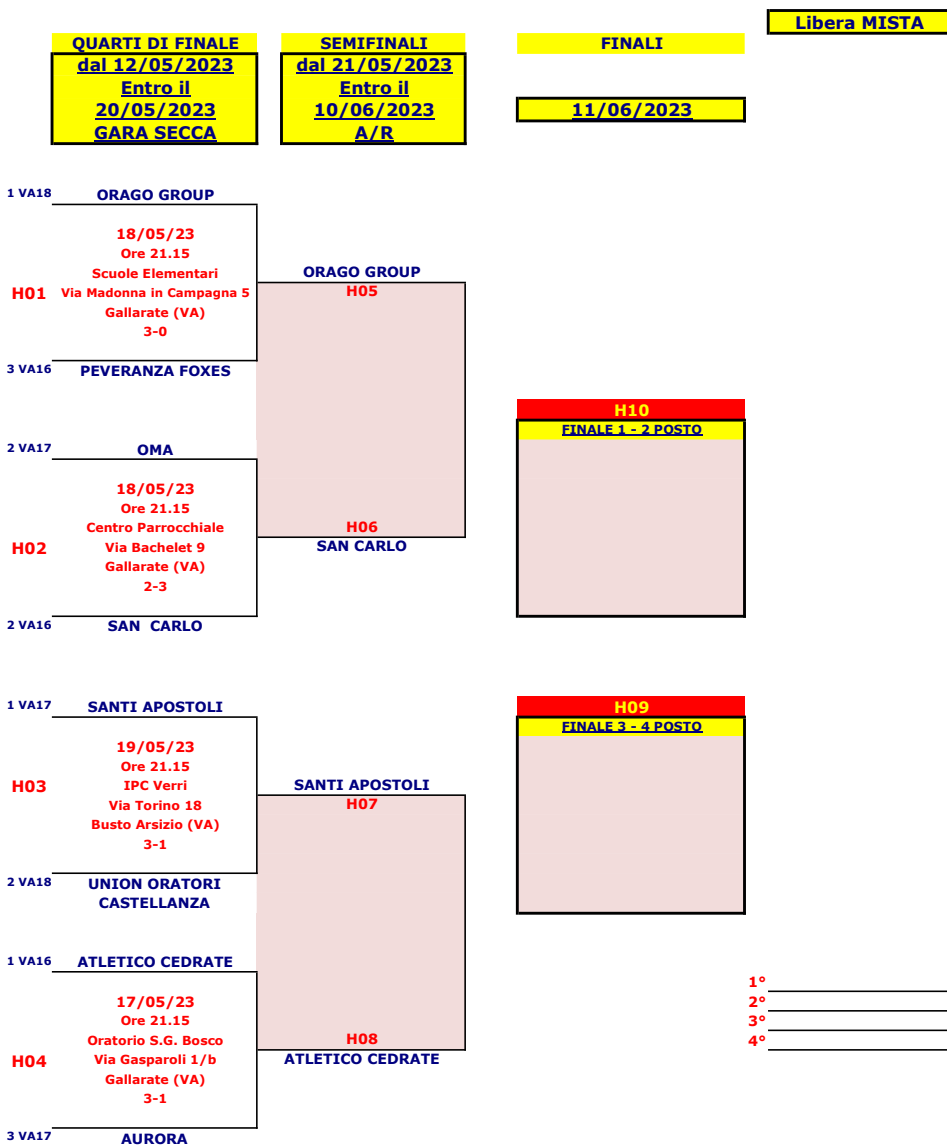 Libera MISTA
QUARTI DI FINALE
dal 12/05/2023
Entro il
20/05/2023
GARA SECCA
SEMIFINALI
dal 21/05/2023
Entro il
10/06/2023
A/R
FINALI
11/06/2023
1 VA18 ORAGO GROUP
18/05/23
Ore 21.15
Scuole Elementari
H01 Via Madonna in Campagna 5
Gallarate (VA)
3-0
3 VA16 PEVERANZA FOXES
2 VA17 OMA
18/05/23
Ore 21.15
Centro Parrocchiale
H02 Via Bachelet 9
Gallarate (VA)
2-3
2 VA16 SAN  CARLO
1 VA17 SANTI APOSTOLI
19/05/23
Ore 21.15
H03 IPC Verri
Via Torino 18
Busto Arsizio (VA)
3-1
2 VA18 UNION ORATORI
CASTELLANZA
1 VA16 ATLETICO CEDRATE
17/05/23
Ore 21.15
Oratorio S.G. Bosco
H04 Via Gasparoli 1/b
Gallarate (VA)
3-1
3 VA17 AURORA
ORAGO GROUP
H05
H06
SAN CARLO
SANTI APOSTOLI
H07
H08
ATLETICO CEDRATE
H10
FINALE 1 - 2 POSTO
H09
FINALE 3 - 4 POSTO
1°
2°
3°
4°